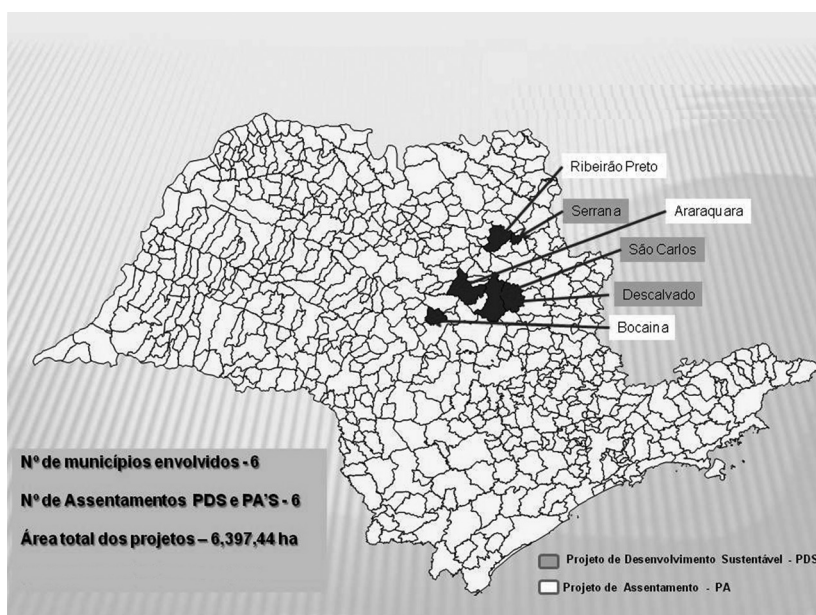 Ribeirão Preto
Serrana
Araraquara
São Carlos
Descalvado
Bocaina
Nº de municípios envolvidos - 6
Nº de Assentamentos PDS e PA'S - 6
Área total dos projetos – 6,397,44 ha
Projeto de Desenvolvimento Sustentável - PDS
Projeto de Assentamento - PA